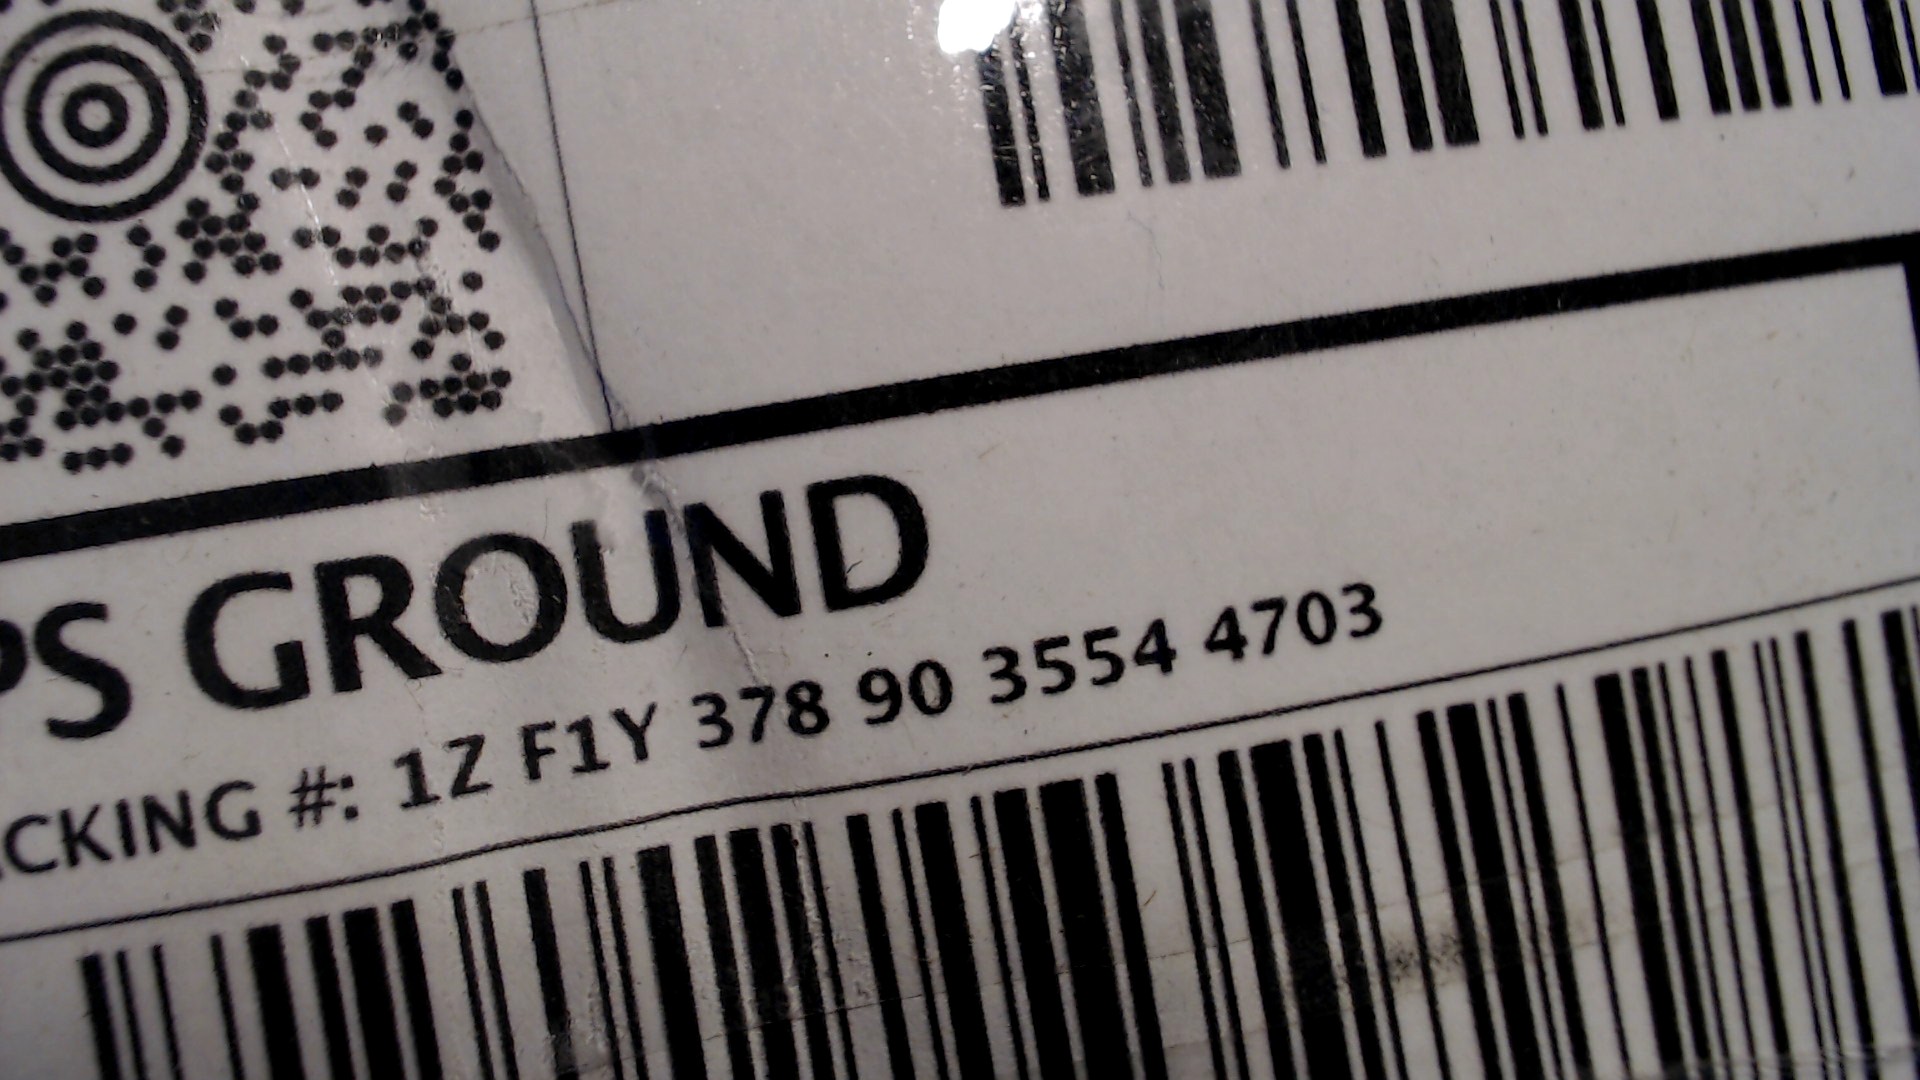 PS GROUND
CKING #: 1Z F1Y 378 90 3554 4703